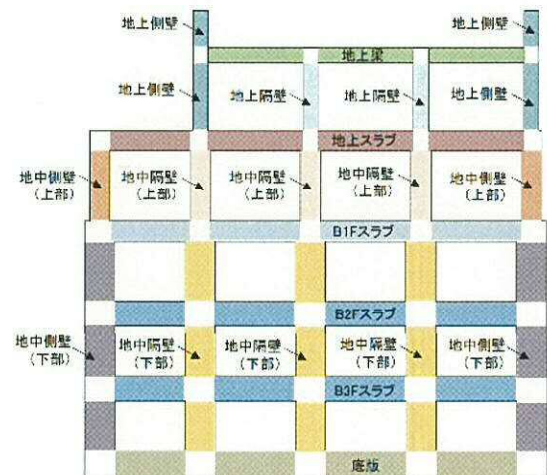 地上側壁
地上側壁
地上梁
地上側壁
地上隔壁
地上隔壁
地上側壁
地上スラブ
地中側壁
（上部）
地中隔壁
（上部）
地中隔壁
（上部）
地中隔壁
（上部）
地中側壁
（上部）
B1Fスラブ
B2Fスラブ
地中側壁
（下部）
地中隔壁
（下部）
地中隔壁
（下部）
地中隔壁
（下部）
地中側壁
（下部）
B3Fスラブ
底版